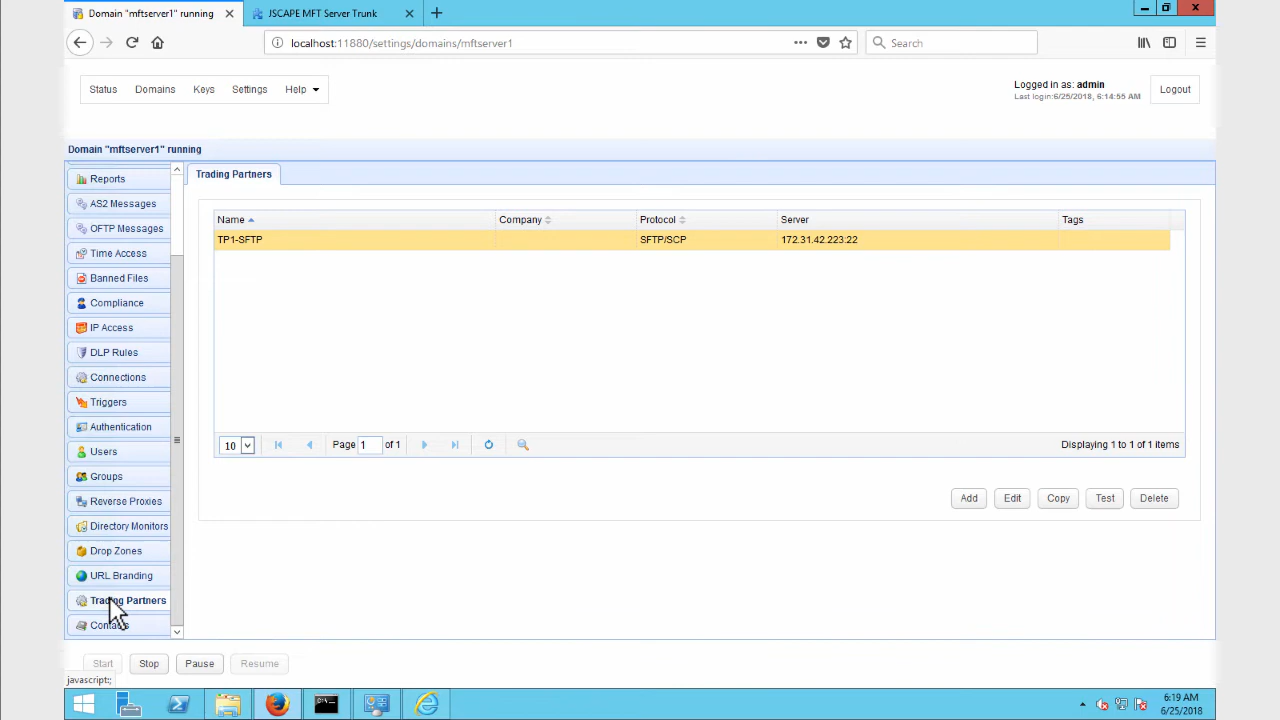 Domain "mftserver1" running
JSCAPE MFT Server Trunk
localhost:11880/settings/domains/mftserver1
Search
Status
Domains
Keys
Settings
Help
Logged in as: admin
Last login:6/25/2018, 6:14:55 AM
Logout
Domain "mftserver1" running
Reports
AS2 Messages
OFTP Messages
Time Access
Banned Files
Compliance
IP Access
DLP Rules
Connections
Triggers
Authentication
Users
Groups
Reverse Proxies
Directory Monitors
Drop Zones
URL Branding
Trading Partners
Contacts
Trading Partners
Name Company Protocol Server Tags
TP1-SFTP SFTP/SCP 172.31.42.223:22
10 Page 1 of 1 Displaying 1 to 1 of 1 items
Add Edit Copy Test Delete
Start Stop Pause Resume
javascript:;
6:19 AM
6/25/2018